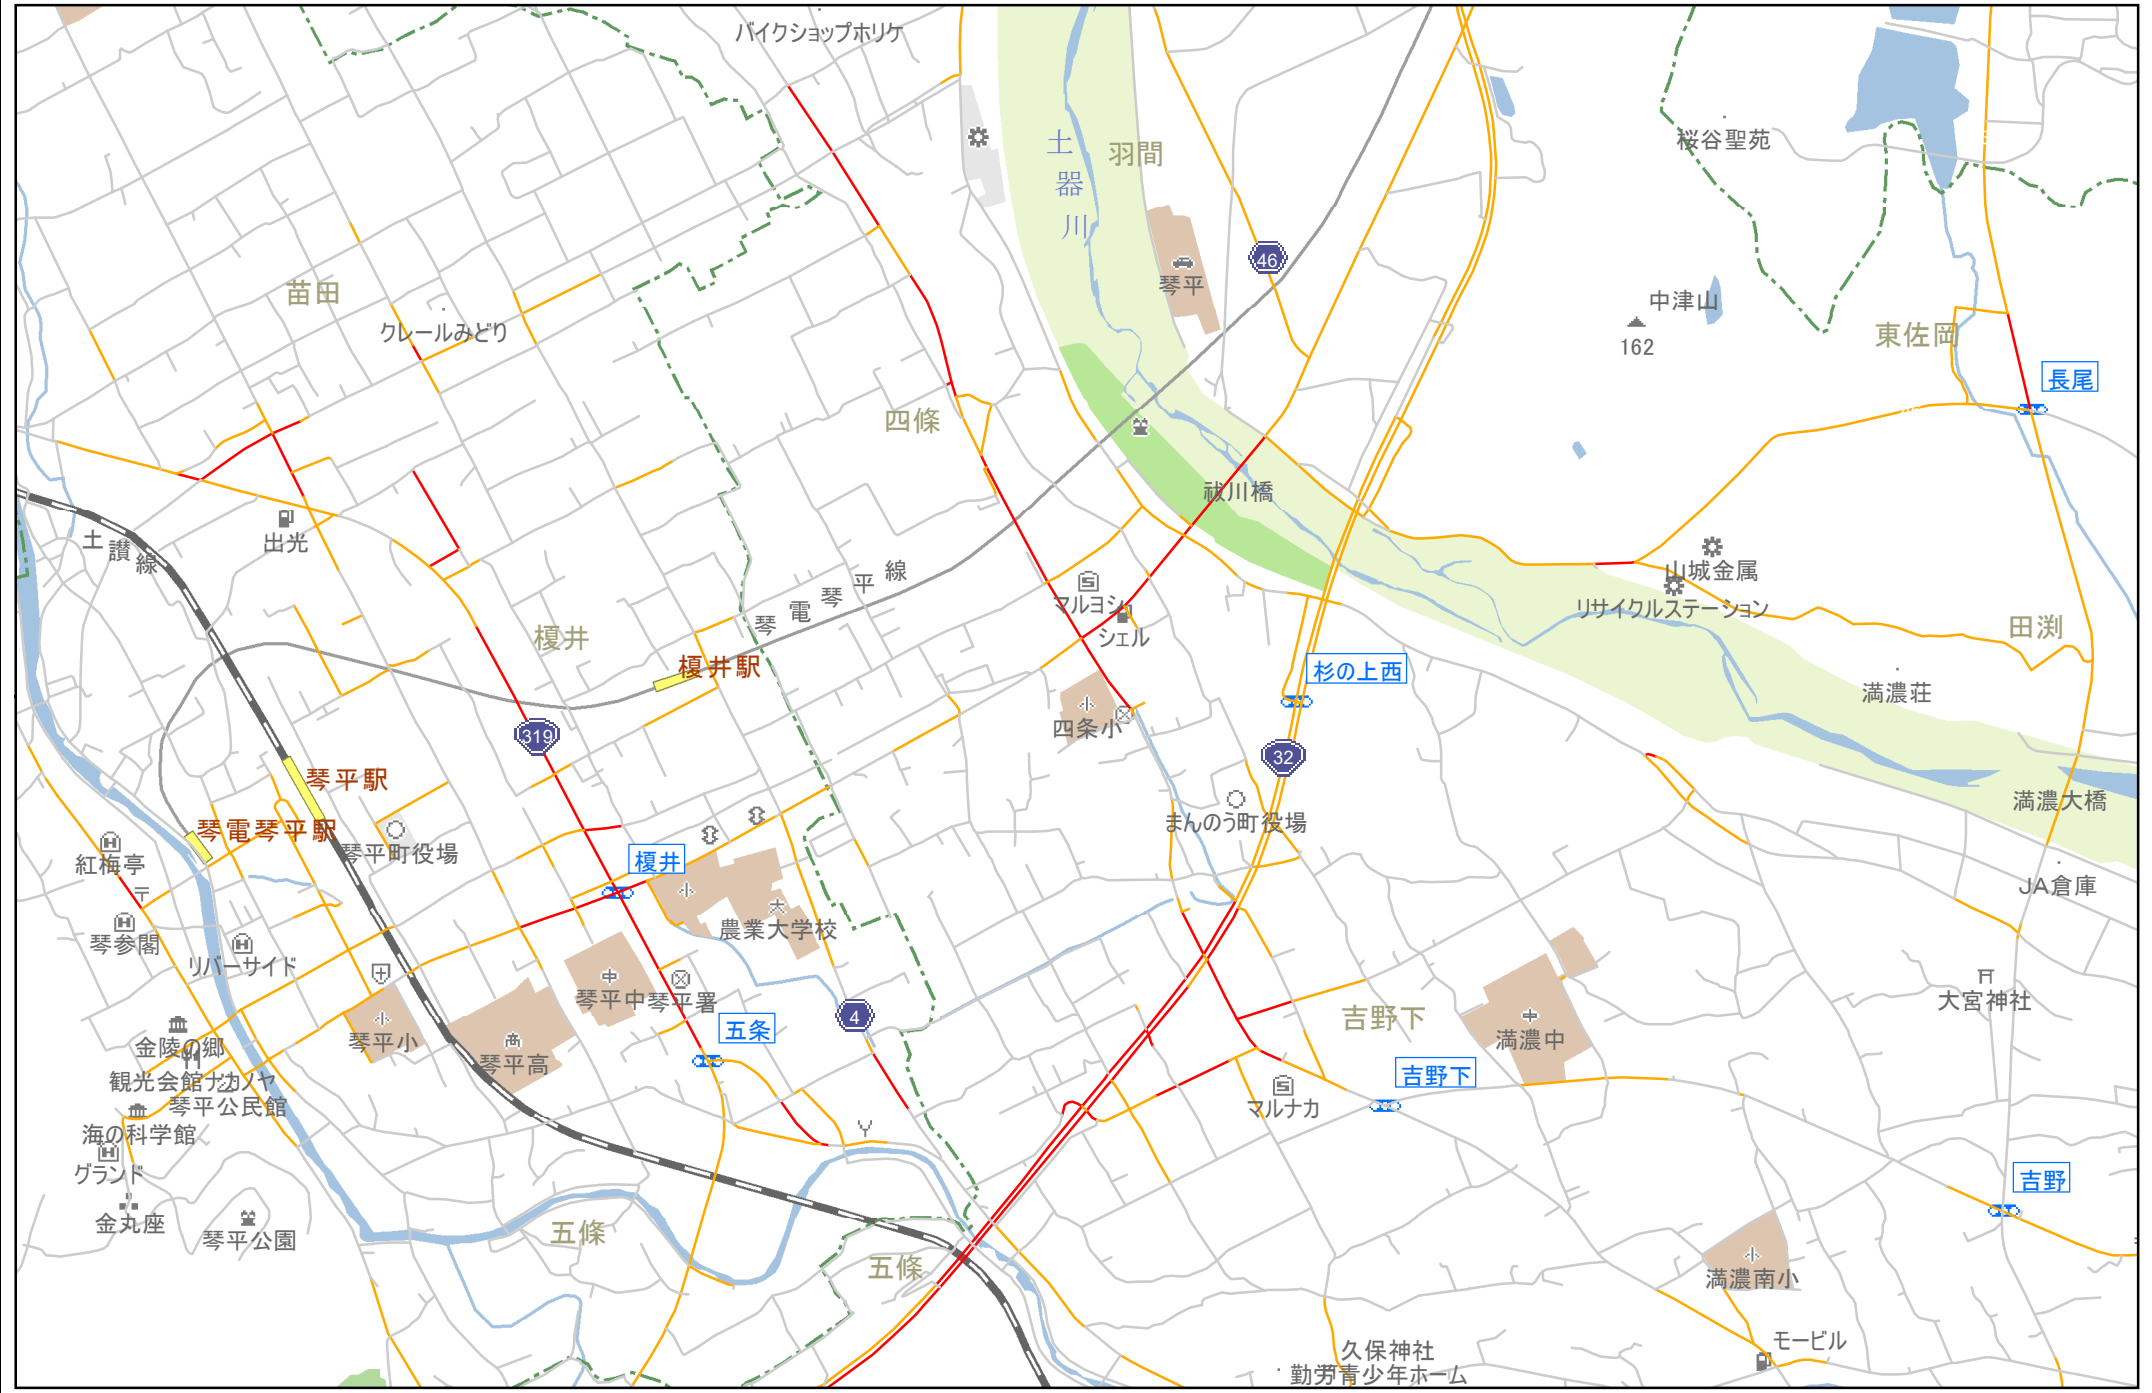 バイクショップホリケ
土器川
羽間
桜谷聖苑
46
琴平
苗田
クレールみどり
中津山
162
東佐岡
長尾
四條
祓川橋
出光
土讃線
琴電琴平線
榎井
榎井駅
マルヨシ
シェル
山城金属
リサイクルステーション
田渕
杉の上西
満濃荘
四条小
319
32
琴平駅
琴電琴平駅
琴平町役場
まんのう町役場
満濃大橋
紅梅亭
榎井
JA倉庫
琴参閣
農業大学校
リバーサイド
琴平中
琴平署
大宮神社
4
五条
吉野下
満濃中
琴平小
琴平高
金陵の郷
観光会館ナカノヤ
琴平公民館
吉野下
マルナカ
海の科学館
グランド
吉野
金丸座
琴平公園
五條
五條
満濃南小
モービル
久保神社
勤労青少年ホーム